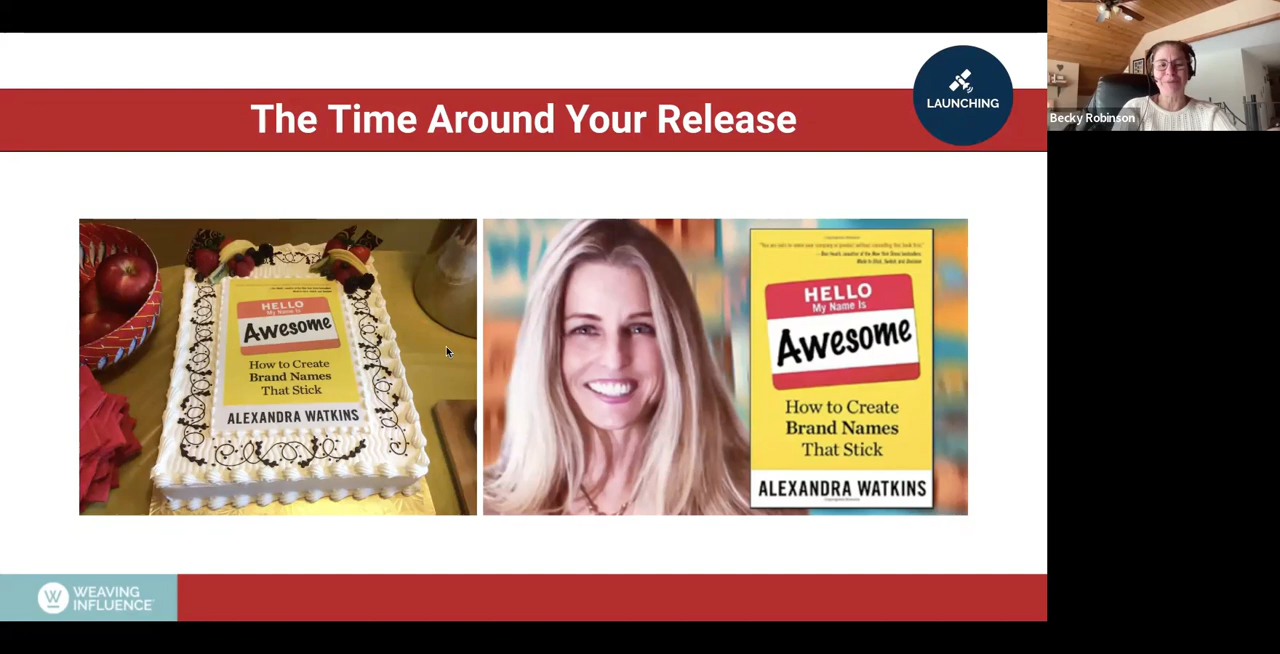 The Time Around Your Release
LAUNCHING
Becky Robinson
HELLO
My Name Is
Awesome
How to Create
Brand Names
That Stick
ALEXANDRA WATKINS
HELLO
My Name Is
Awesome
How to Create
Brand Names
That Stick
ALEXANDRA WATKINS
W
WEAVING
INFLUENCE